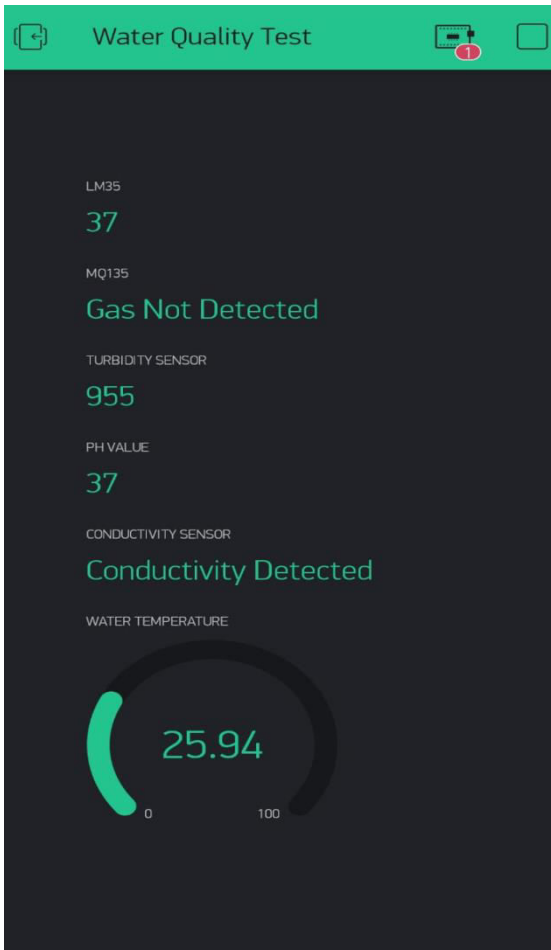 Water Quality Test
1
LM35
37
MQ135
Gas Not Detected
TURBIDITY SENSOR
955
PH VALUE
37
CONDUCTIVITY SENSOR
Conductivity Detected
WATER TEMPERATURE
25.94
0 100